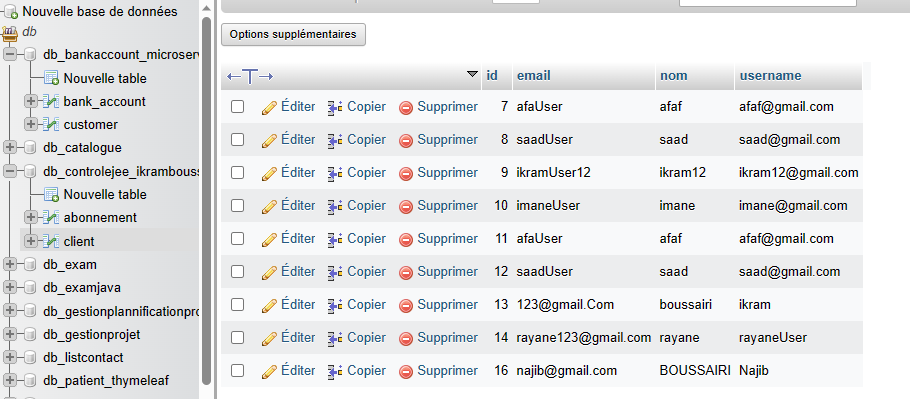 Nouvelle base de données
db
db_bankaccount_microser
Nouvelle table
bank_account
customer
db_catalogue
db_controlejee_ikrambouss
Nouvelle table
abonnement
client
db_exam
db_examjava
db_gestionplannificationpro
db_gestionprojet
db_listcontact
db_patient_thymeleaf
Options supplémentaires
id email nom username
Éditer Copier Supprimer 7 afaUser afaf afaf@gmail.com
Éditer Copier Supprimer 8 saadUser saad saad@gmail.com
Éditer Copier Supprimer 9 ikramUser12 ikram12 ikram12@gmail.com
Éditer Copier Supprimer 10 imaneUser imane imane@gmail.com
Éditer Copier Supprimer 11 afaUser afaf afaf@gmail.com
Éditer Copier Supprimer 12 saadUser saad saad@gmail.com
Éditer Copier Supprimer 13 123@gmail.Com boussairi ikram
Éditer Copier Supprimer 14 rayane123@gmail.com rayane rayaneUser
Éditer Copier Supprimer 16 najib@gmail.com BOUSSAIRI Najib